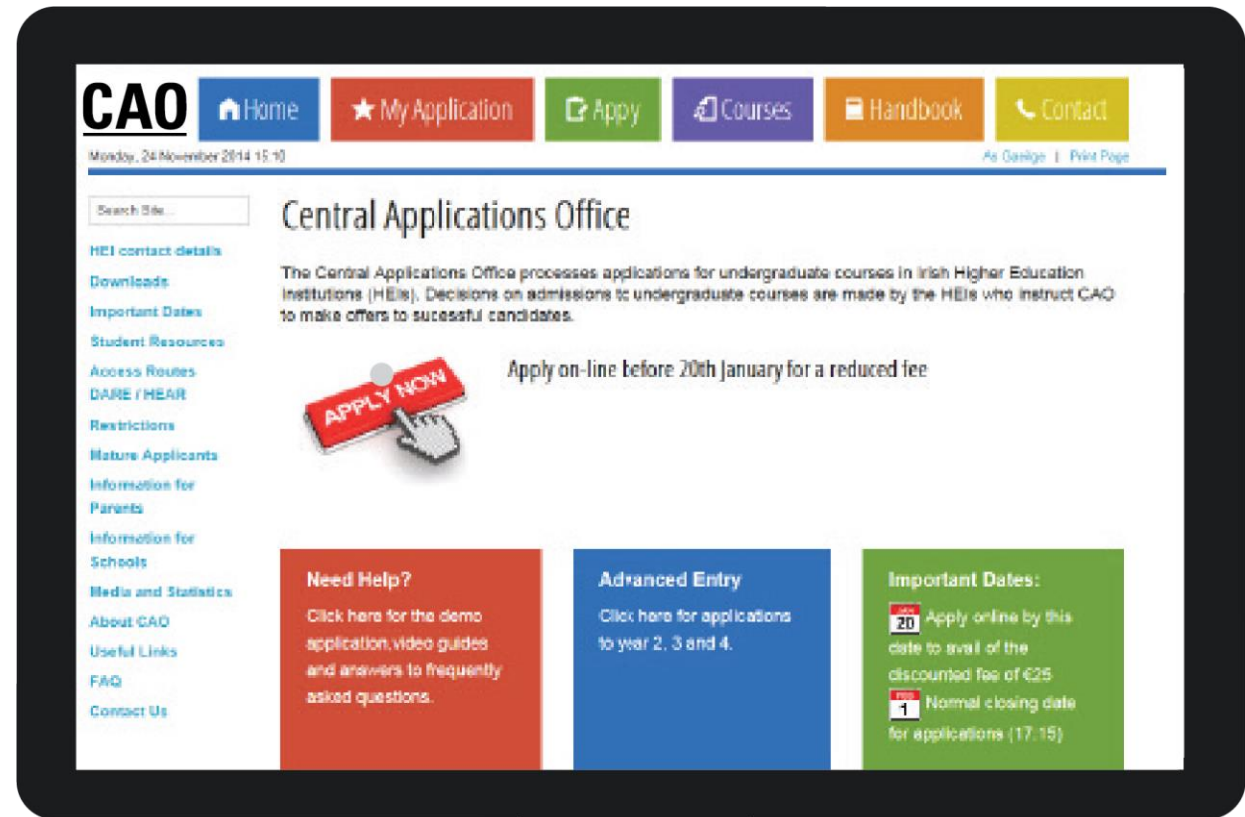 CAO
Home
My Application
Appy
Courses
Handbook
Contact
Monday, 24 November 2014 15:10
As Gaeilge | Print Page
Search Site...
HEI contact details
Downloads
Important Dates
Student Resources
Access Routes
DARE / HEAR
Restrictions
Mature Applicants
Information for
Parents
Information for
Schools
Media and Statistics
About CAO
Useful Links
FAQ
Contact Us
Central Applications Office
The Central Applications Office processes applications for undergraduate courses in Irish Higher Education
Institutions (HEIs). Decisions on admissions to undergraduate courses are made by the HEIs who instruct CAO
to make offers to sucessful candidates.
APPLY NOW
Apply on-line before 20th January for a reduced fee
Need Help?
Click here for the demo
application,video guides
and answers to frequently
asked questions.
Advanced Entry
Click here for applications
to year 2, 3 and 4.
Important Dates:
JAN
20 Apply online by this
date to avail of the
discounted fee of €25
FEB
1 Normal closing date
for applications (17:15)